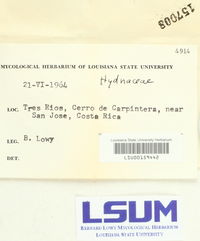 157008
4914
MYCOLOGICAL HERBARIUM OF LOUISIANA STATE UNIVERSITY
21-VI-1964 Hydnaceae
LOC. Tres Rios, Cerro de Carpintera, near
San Jose, Costa Rica
LEG. B. Lowy
DET.
Louisiana State University Herbarium
LSU00159442
LSUM
BERNARD LOWY MYCOLOGICAL HERBARIUM
LOUISIANA STATE UNIVERSITY